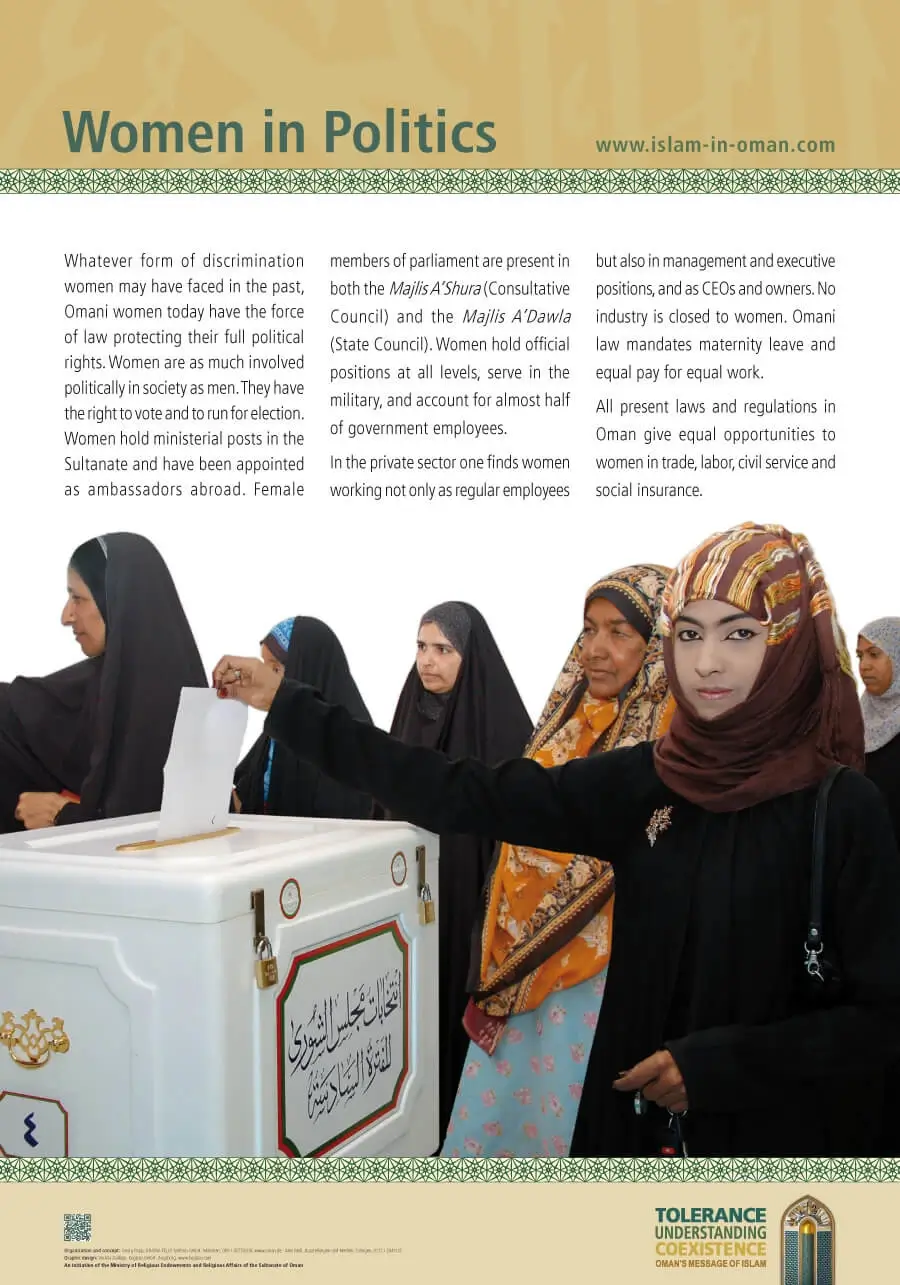 Women in Politics
www.islam-in-oman.com
Whatever form of discrimination
women may have faced in the past,
Omani women today have the force
of law protecting their full political
rights. Women are as much involved
politically in society as men. They have
the right to vote and to run for election.
Women hold ministerial posts in the
Sultanate and have been appointed
as ambassadors abroad. Female
members of parliament are present in
both the Majlis A’Shura (Consultative
Council) and the Majlis A’Dawla
(State Council). Women hold official
positions at all levels, serve in the
military, and account for almost half
of government employees.
In the private sector one finds women
working not only as regular employees
but also in management and executive
positions, and as CEOs and owners. No
industry is closed to women. Omani
law mandates maternity leave and
equal pay for equal work.
All present laws and regulations in
Oman give equal opportunities to
women in trade, labor, civil service and
social insurance.
انتخابات مجلس الشورى
للفترة السادسة
٤
Organization and concept:
Graphic design:
An initiative of the Ministry of Religious Endowments and Religious Affairs of the Sultanate of Oman
TOLERANCE
UNDERSTANDING
COEXISTENCE
OMAN'S MESSAGE OF ISLAM